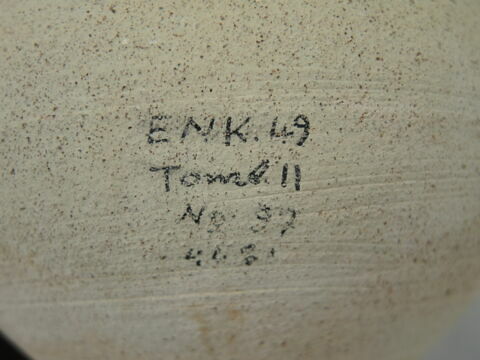 ENK.49
Tomb.11
No 37